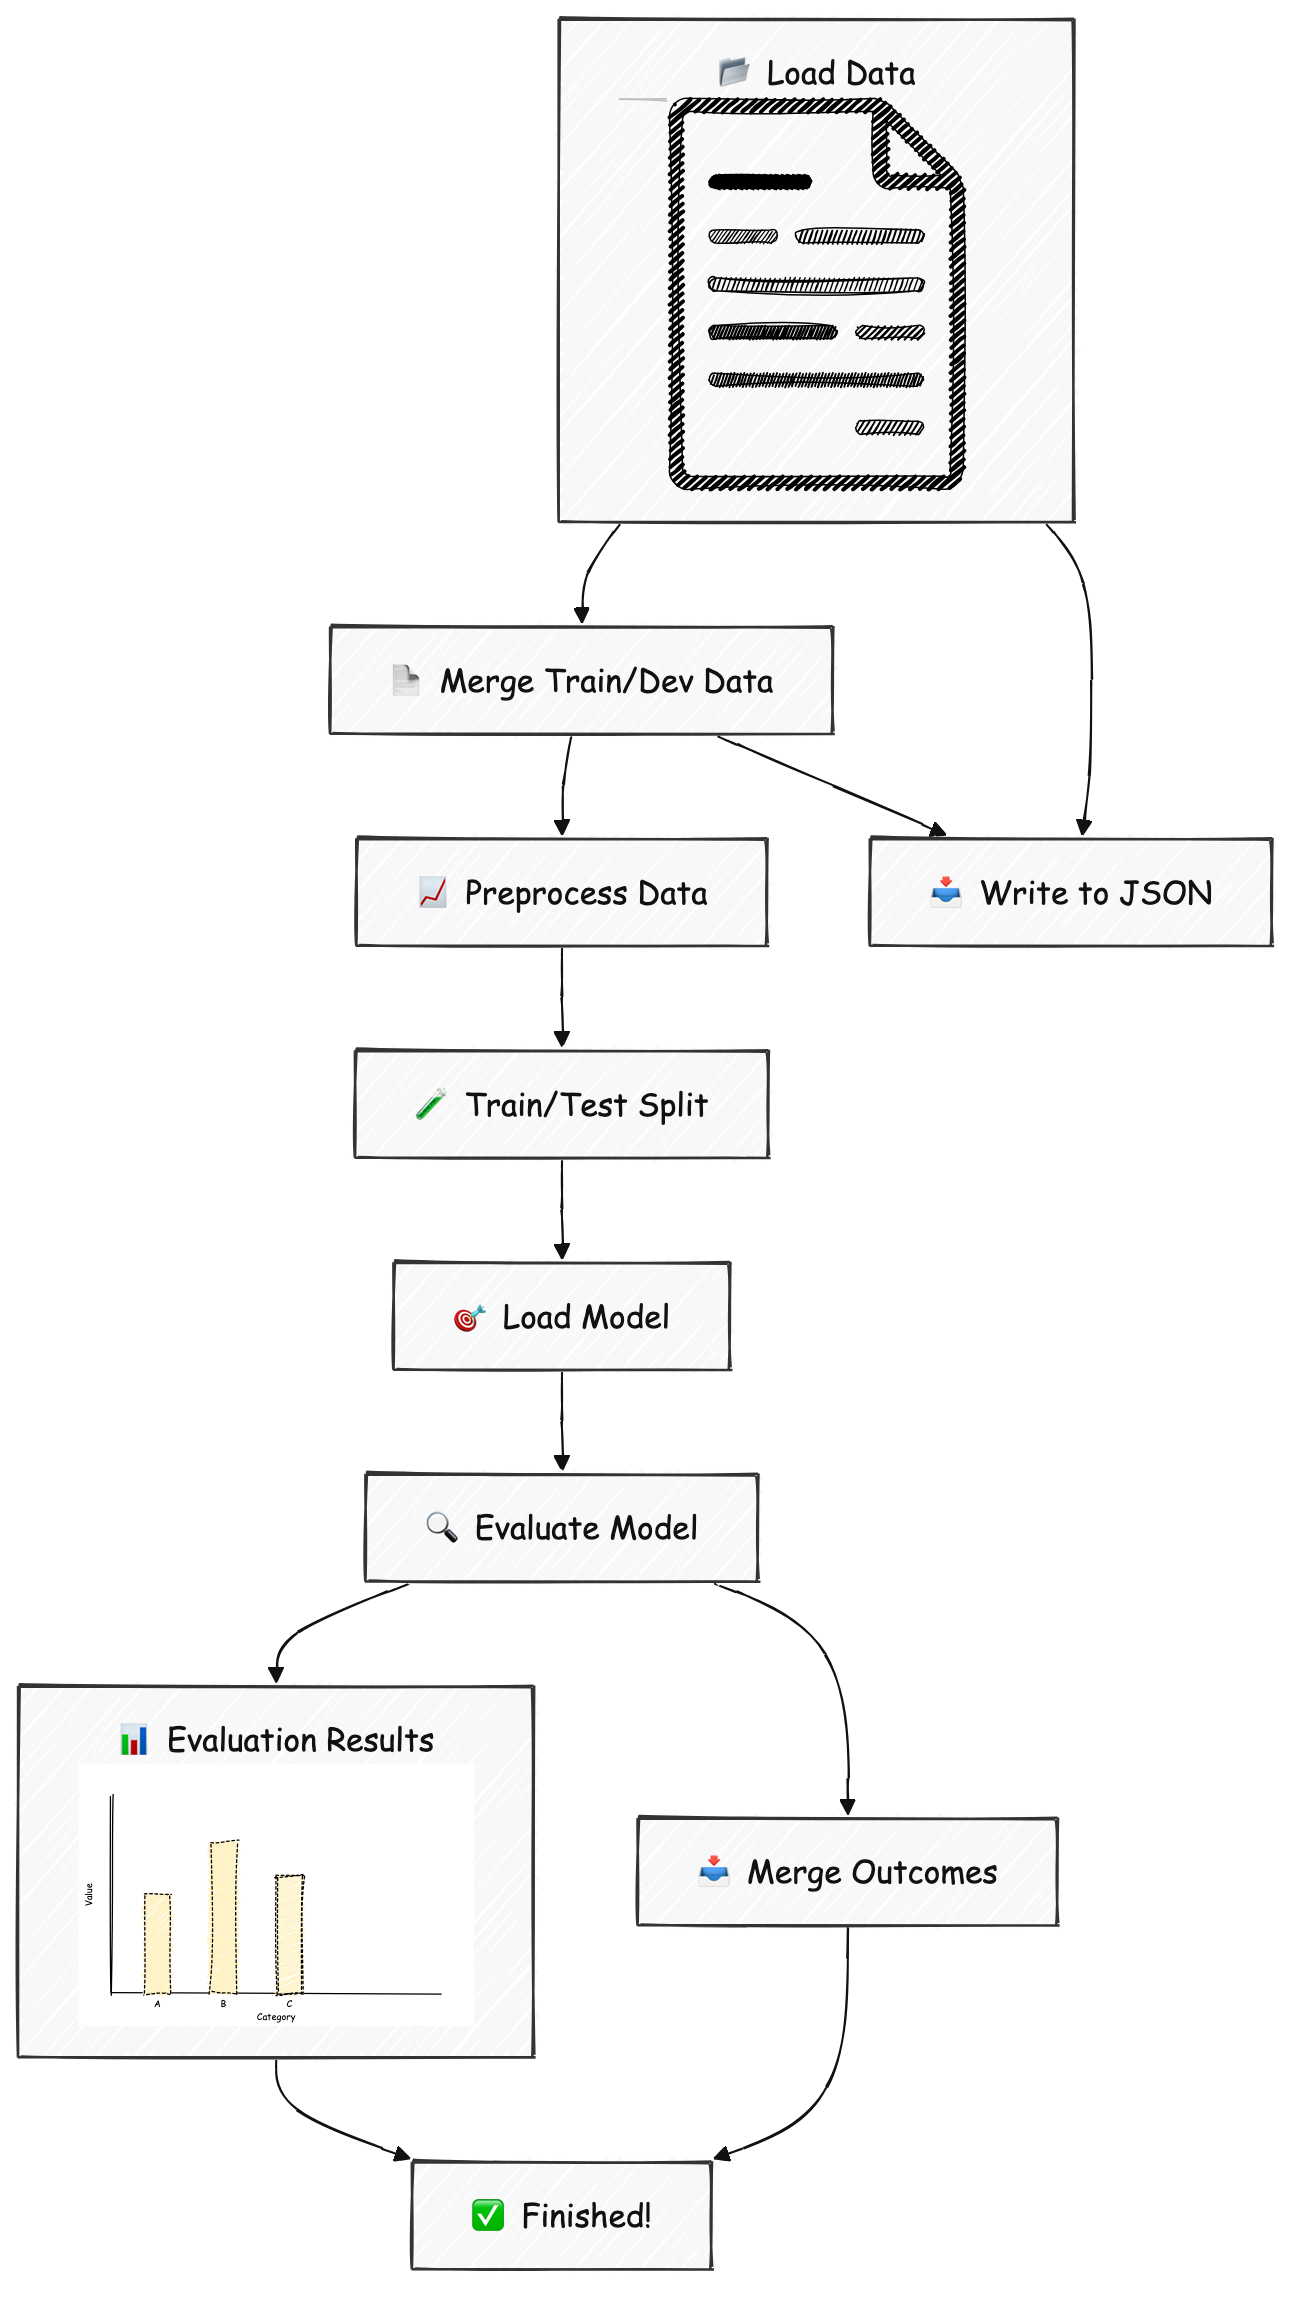 📂 Load Data
📄 Merge Train/Dev Data
📈 Preprocess Data
📥 Write to JSON
🧪 Train/Test Split
🎯 Load Model
🔍 Evaluate Model
📊 Evaluation Results
Value
A B C
Category
📥 Merge Outcomes
✅ Finished!